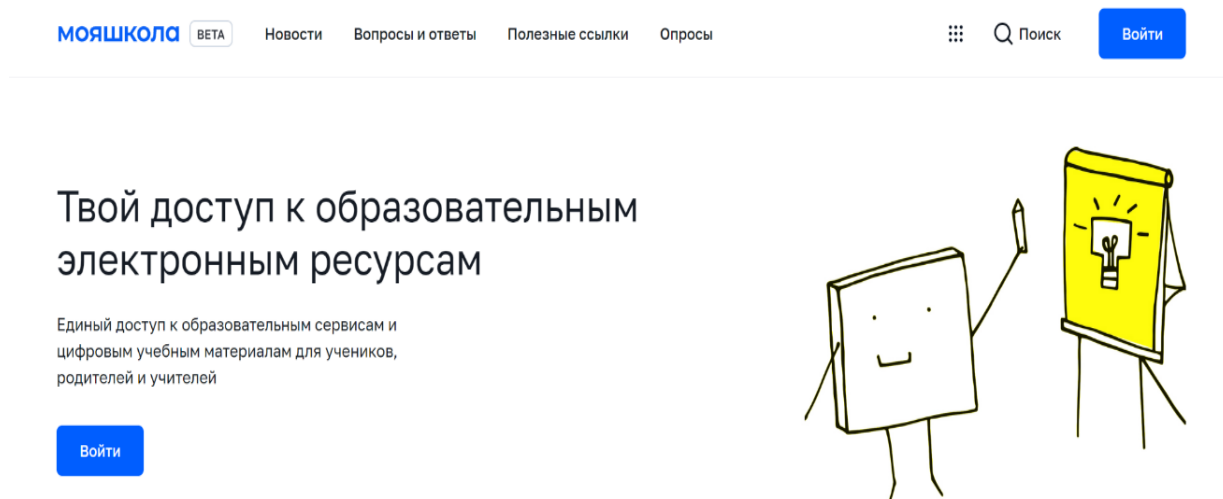 мояшкола BETA Новости Вопросы и ответы Полезные ссылки Опросы Поиск Войти
Твой доступ к образовательным
электронным ресурсам
Единый доступ к образовательным сервисам и
цифровым учебным материалам для учеников,
родителей и учителей
Войти